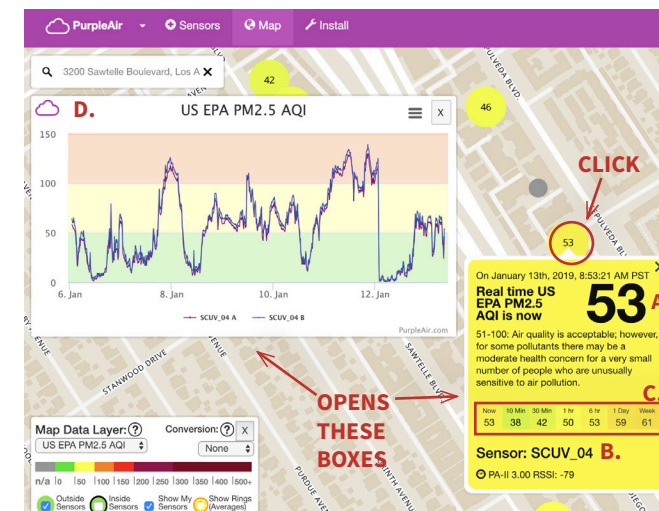 PurpleAir
Sensors
Map
Install
3200 Sawtelle Boulevard, Los A
42
46
PULVEDA BLVD.
D.
US EPA PM2.5 AQI
X
150
100
50
0
6. Jan
8. Jan
10. Jan
12. Jan
SCUV_04 A
SCUV_04 B
PurpleAir.com
CLICK
53
On January 13th, 2019, 8:53:21 AM PST
Real time US
EPA PM2.5
AQI is now
53
A
51-100: Air quality is acceptable; however,
for some pollutants there may be a
moderate health concern for a very small
number of people who are unusually
sensitive to air pollution.
C.
Now 10 Min 30 Min 1 hr 6 hr 1 Day Week
53 38 42 50 53 59 61
Sensor: SCUV_04 B.
PA-II 3.00 RSSI: -79
STANWOOD DRIVE
SAWTELLE BLVD.
OPENS
THESE
BOXES
Map Data Layer: ?
Conversion: ? X
US EPA PM2.5 AQI
None
n/a 0 50 100 150 200 250 300 350 400 500+
Outside Sensors
Inside Sensors
Show My Sensors
Show Rings (Averages)
PURDUE AVE